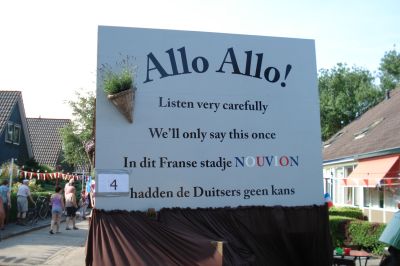 Allo Allo!
Listen very carefully
We'll only say this once
In dit Franse stadje NOUVION
4
hadden de Duitsers geen kans